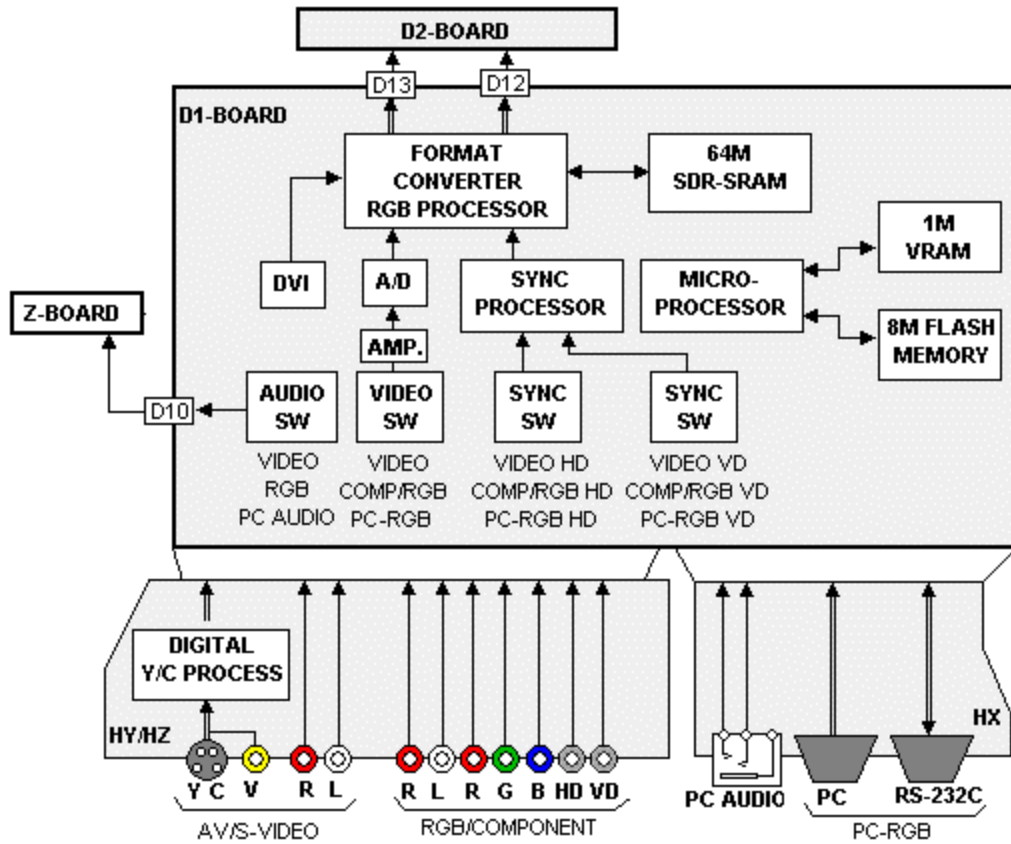 D2-BOARD
D13
D12
D1-BOARD
FORMAT
CONVERTER
RGB PROCESSOR
64M
SDR-SRAM
1M
VRAM
DVI
A/D
SYNC
PROCESSOR
MICRO-
PROCESSOR
Z-BOARD
8M FLASH
MEMORY
AMP.
D10
AUDIO
SW
VIDEO
SW
SYNC
SW
SYNC
SW
VIDEO
RGB
PC AUDIO
VIDEO
COMP/RGB
PC-RGB
VIDEO HD
COMP/RGB HD
PC-RGB HD
VIDEO VD
COMP/RGB VD
PC-RGB VD
DIGITAL
Y/C PROCESS
HY/HZ
HX
Y C V R L
R L R G B HD VD
PC AUDIO
PC
RS-232C
AV/S-VIDEO
RGB/COMPONENT
PC-RGB